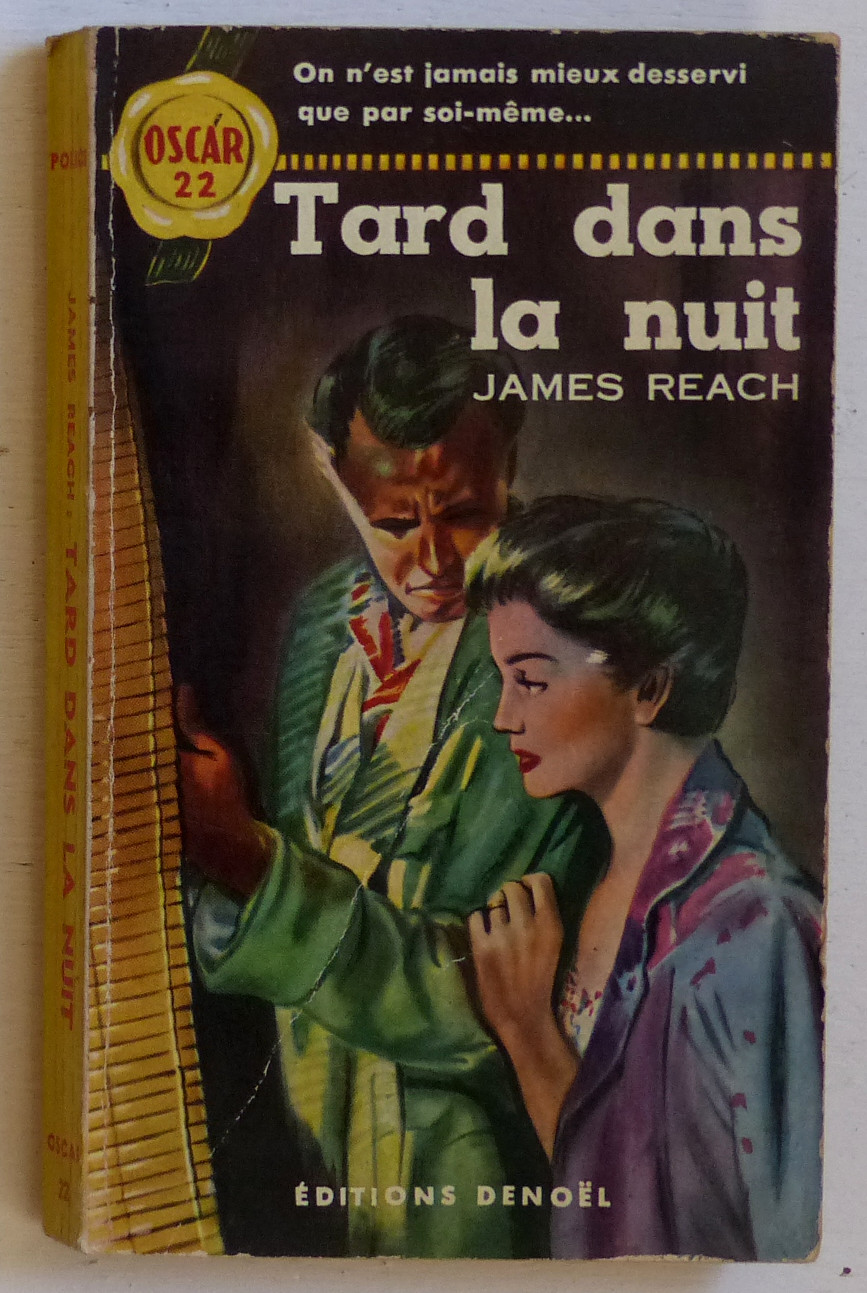 On n'est jamais mieux desservi
que par soi-même...
OSCAR
22
Tard dans
la nuit
JAMES REACH
ÉDITIONS DENOËL
JAMES REACH: TARD DANS LA NUIT
OSCAR
22